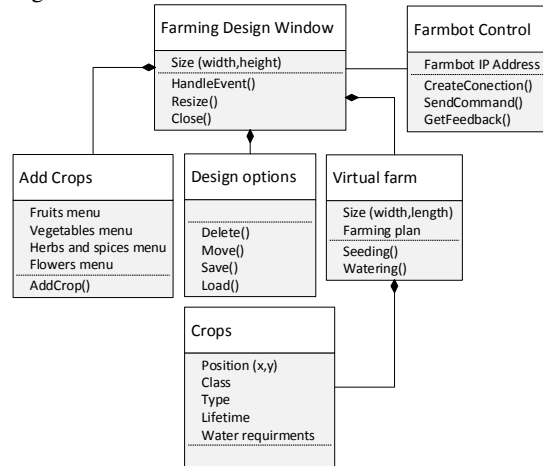 Farming Design Window
Size (width,height)
HandleEvent()
Resize()
Close()
Farmbot Control
Farmbot IP Address
CreateConection()
SendCommand()
GetFeedback()
Add Crops
Fruits menu
Vegetables menu
Herbs and spices menu
Flowers menu
AddCrop()
Design options
Delete()
Move()
Save()
Load()
Virtual farm
Size (width,length)
Farming plan
Seeding()
Watering()
Crops
Position (x,y)
Class
Type
Lifetime
Water requirments